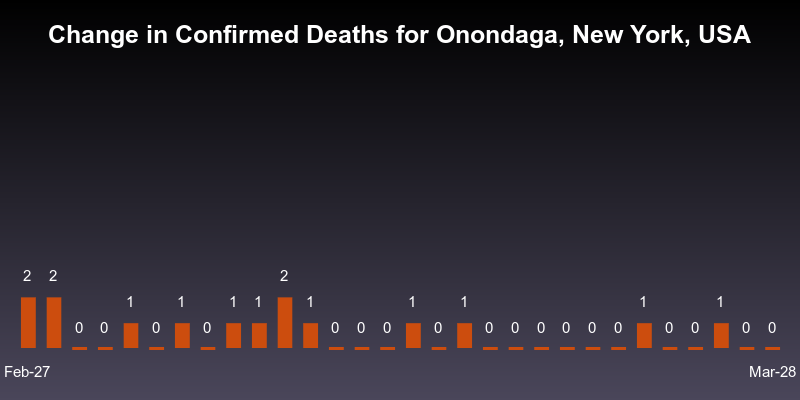 Change in Confirmed Deaths for Onondaga, New York, USA
2 2 0 0 1 0 1 0 1 1 2 1 0 0 0 1 0 1 0 0 0 0 0 0 1 0 0 1 0 0
Feb-27 Mar-28